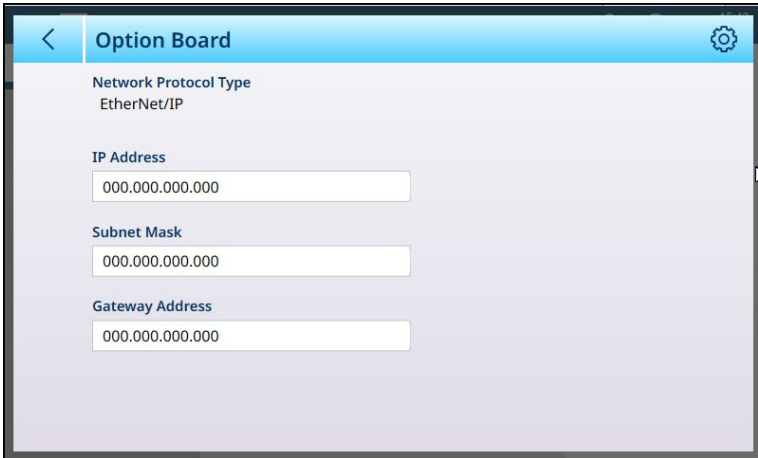 Option Board
Network Protocol Type
EtherNet/IP
IP Address
000.000.000.000
Subnet Mask
000.000.000.000
Gateway Address
000.000.000.000